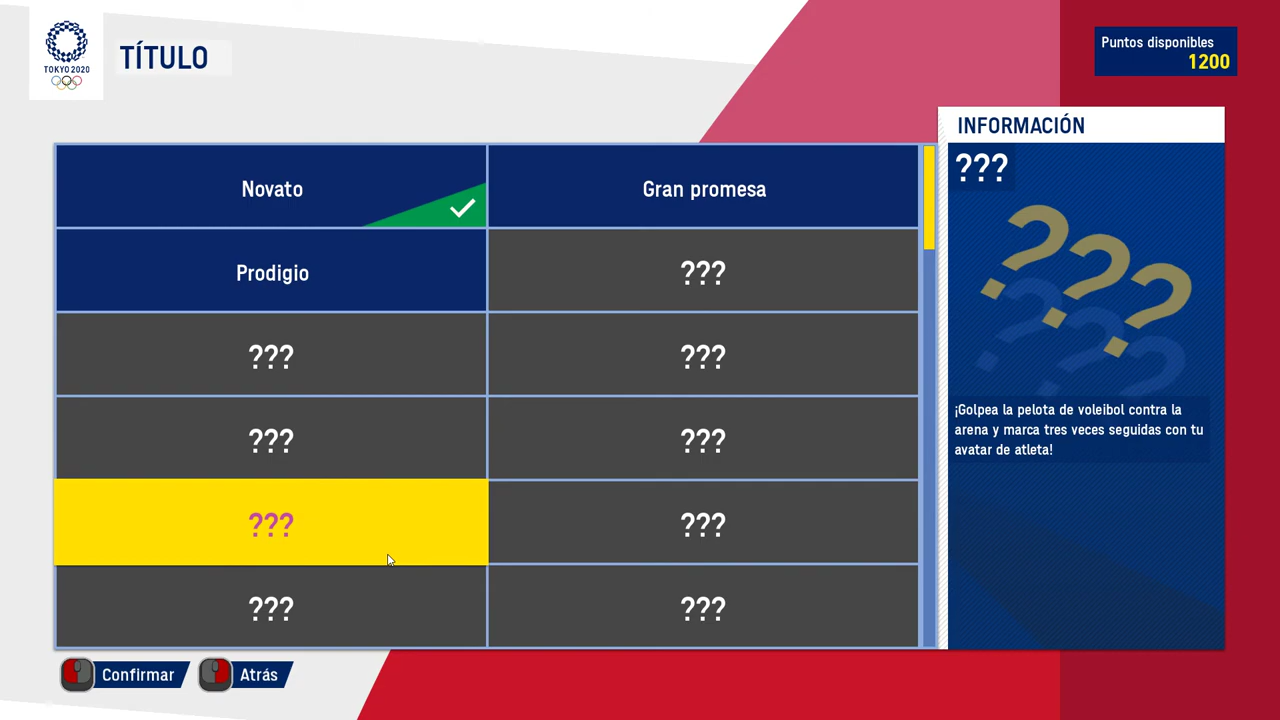 TOKYO 2020
TÍTULO
Puntos disponibles
1200
Novato
Gran promesa
Prodigio
???
???
???
???
???
???
???
???
???
INFORMACIÓN
???
???
???
¡Golpea la pelota de voleibol contra la
arena y marca tres veces seguidas con tu
avatar de atleta!
Confirmar
Atrás